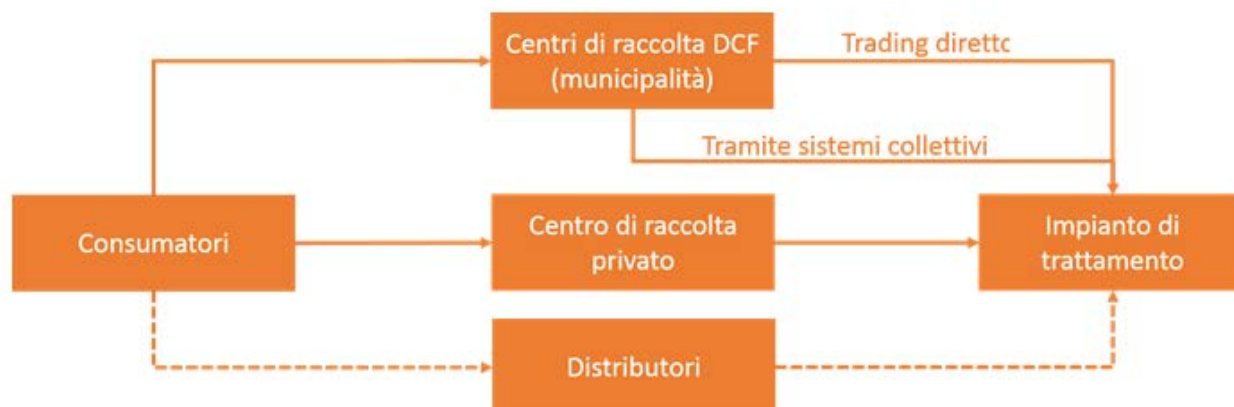 Centri di raccolta DCF
(municipalità)
Trading direttc
Tramite sistemi collettivi
Consumatori
Centro di raccolta
privato
Impianto di
trattamento
Distributori